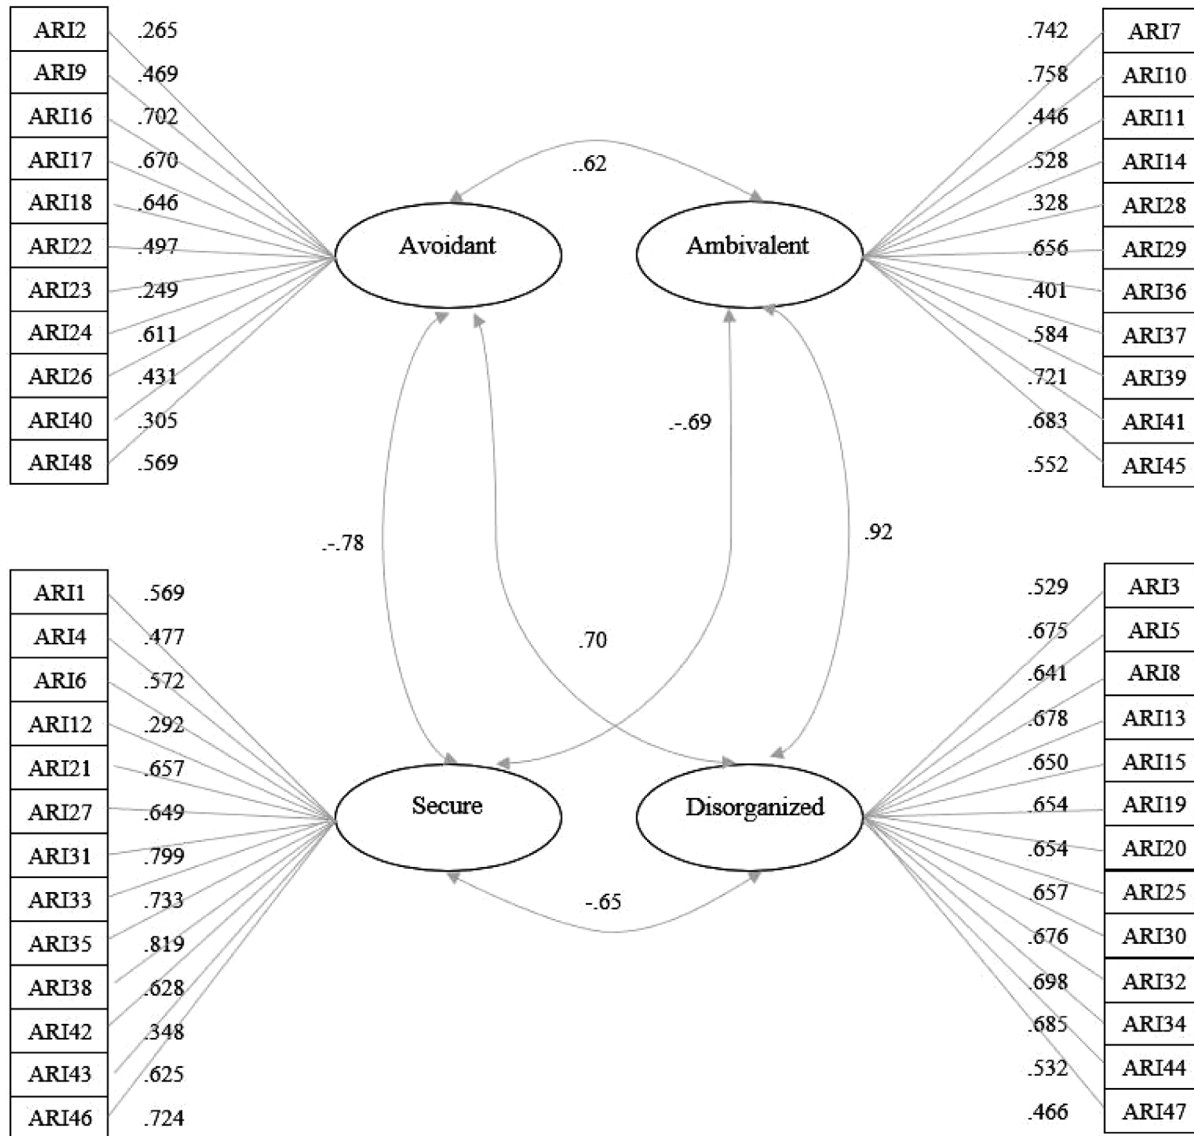 ARI2 .265
ARI9 .469
ARI16 .702
ARI17 .670
ARI18 .646
ARI22 .497
ARI23 .249
ARI24 .611
ARI26 .431
ARI40 .305
ARI48 .569
.742 ARI7
.758 ARI10
.446 ARI11
.528 ARI14
.328 ARI28
.656 ARI29
.401 ARI36
.584 ARI37
.721 ARI39
.683 ARI41
.552 ARI45
..62
Avoidant
Ambivalent
.-.69
.-.78
.92
.70
ARI1 .569
ARI4 .477
ARI6 .572
ARI12 .292
ARI21 .657
ARI27 .649
ARI31 .799
ARI33 .733
ARI35 .819
ARI38 .628
ARI42 .348
ARI43 .625
ARI46 .724
Secure
Disorganized
-.65
.529 ARI3
.675 ARI5
.641 ARI8
.678 ARI13
.650 ARI15
.654 ARI19
.654 ARI20
.657 ARI25
.676 ARI30
.698 ARI32
.685 ARI34
.532 ARI44
.466 ARI47